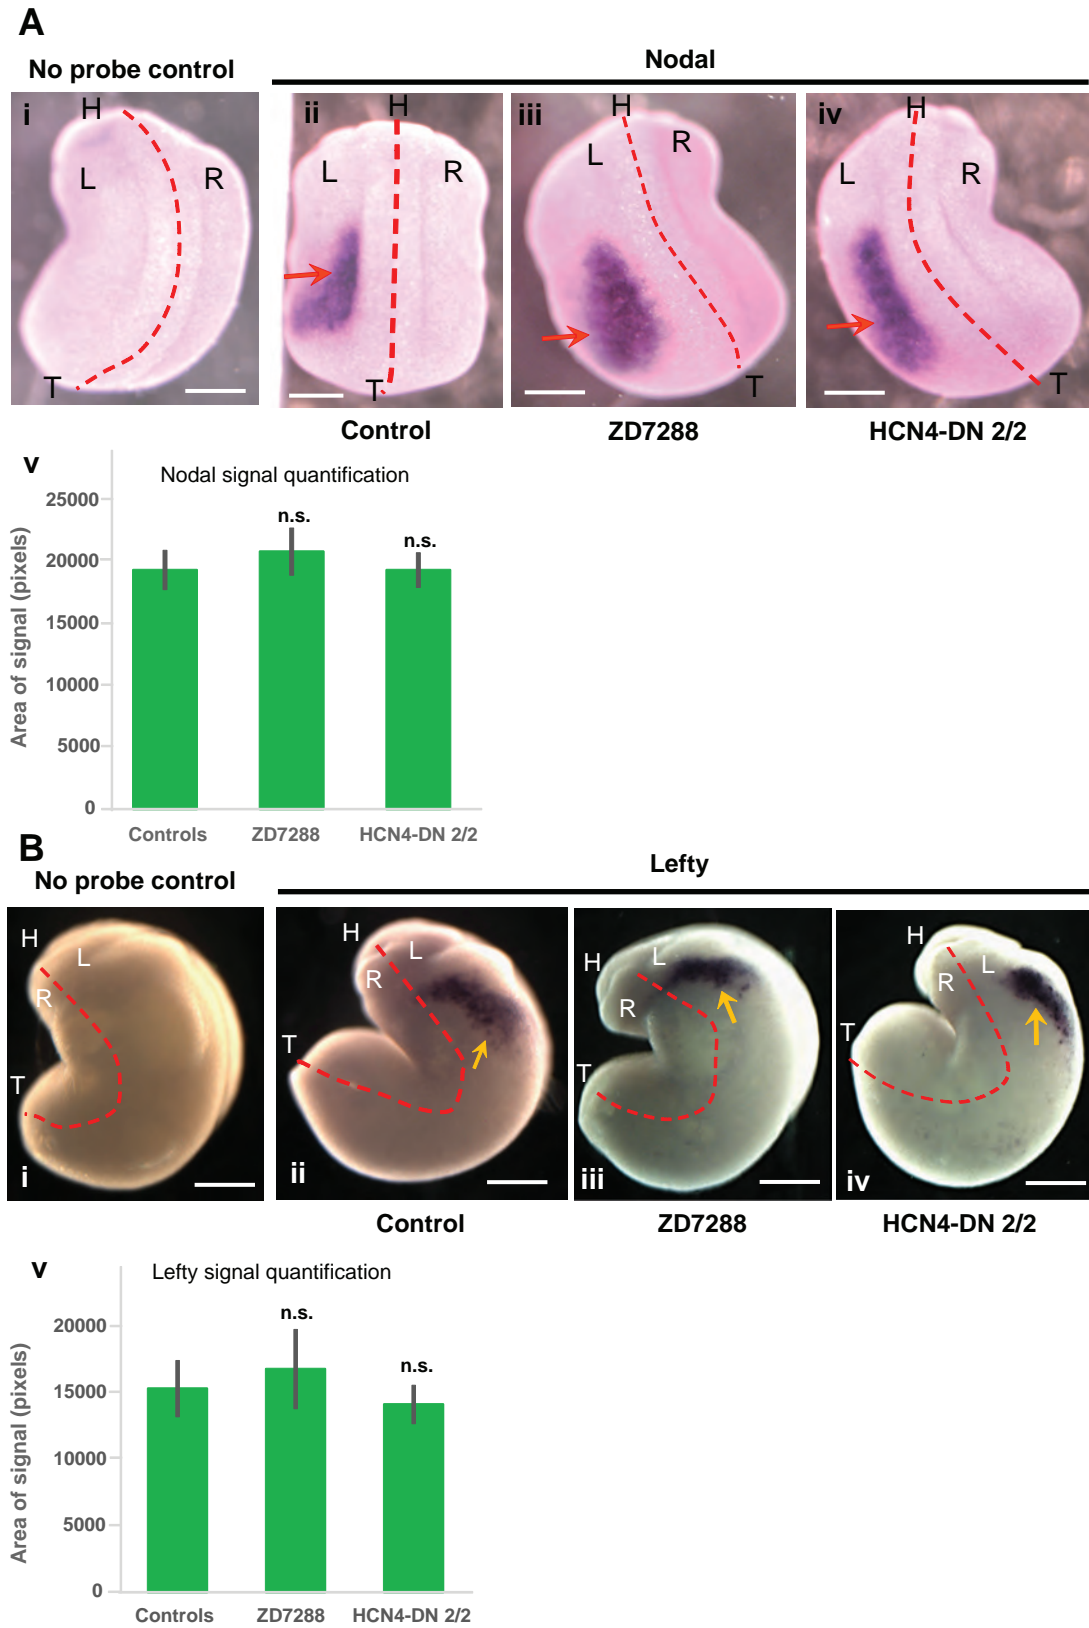 A
No probe control
Nodal
i
H
L
R
T
ii
H
L
R
T
iii
H
L
R
T
iv
H
L
R
T
Control
ZD7288
HCN4-DN 2/2
v
Nodal signal quantification
Area of signal (pixels)
25000
20000
15000
10000
5000
0
n.s.
n.s.
Controls
ZD7288
HCN4-DN 2/2
B
No probe control
Lefty
H
L
R
T
i
H
L
R
T
ii
H
L
R
T
iii
H
L
R
T
iv
Control
ZD7288
HCN4-DN 2/2
v
Lefty signal quantification
Area of signal (pixels)
20000
15000
10000
5000
0
n.s.
n.s.
Controls
ZD7288
HCN4-DN 2/2